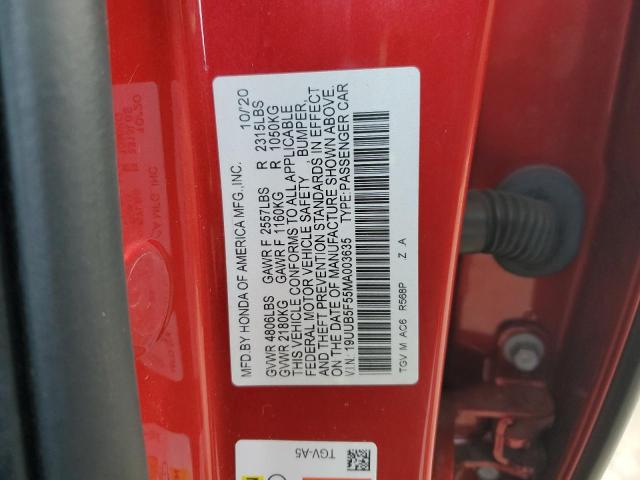 MFD.BY HONDA OF AMERICA MFG.,INC. 10/'20
GVWR 4806LBS GAWR F 2557LBS R 2315LBS
GVWR 2180KG GAWR F 1160KG R 1050KG
THIS VEHICLE CONFORMS TO ALL APPLICABLE
FEDERAL MOTOR VEHICLE SAFETY , BUMPER,
AND THEFT PREVENTION STANDARDS IN EFFECT
ON THE DATE OF MANUFACTURE SHOWN ABOVE.
V.I.N. 19UUB5F55MA003635 TYPE:PASSENGER CAR
TGV M AC6 R568P Z A
TGV-A5